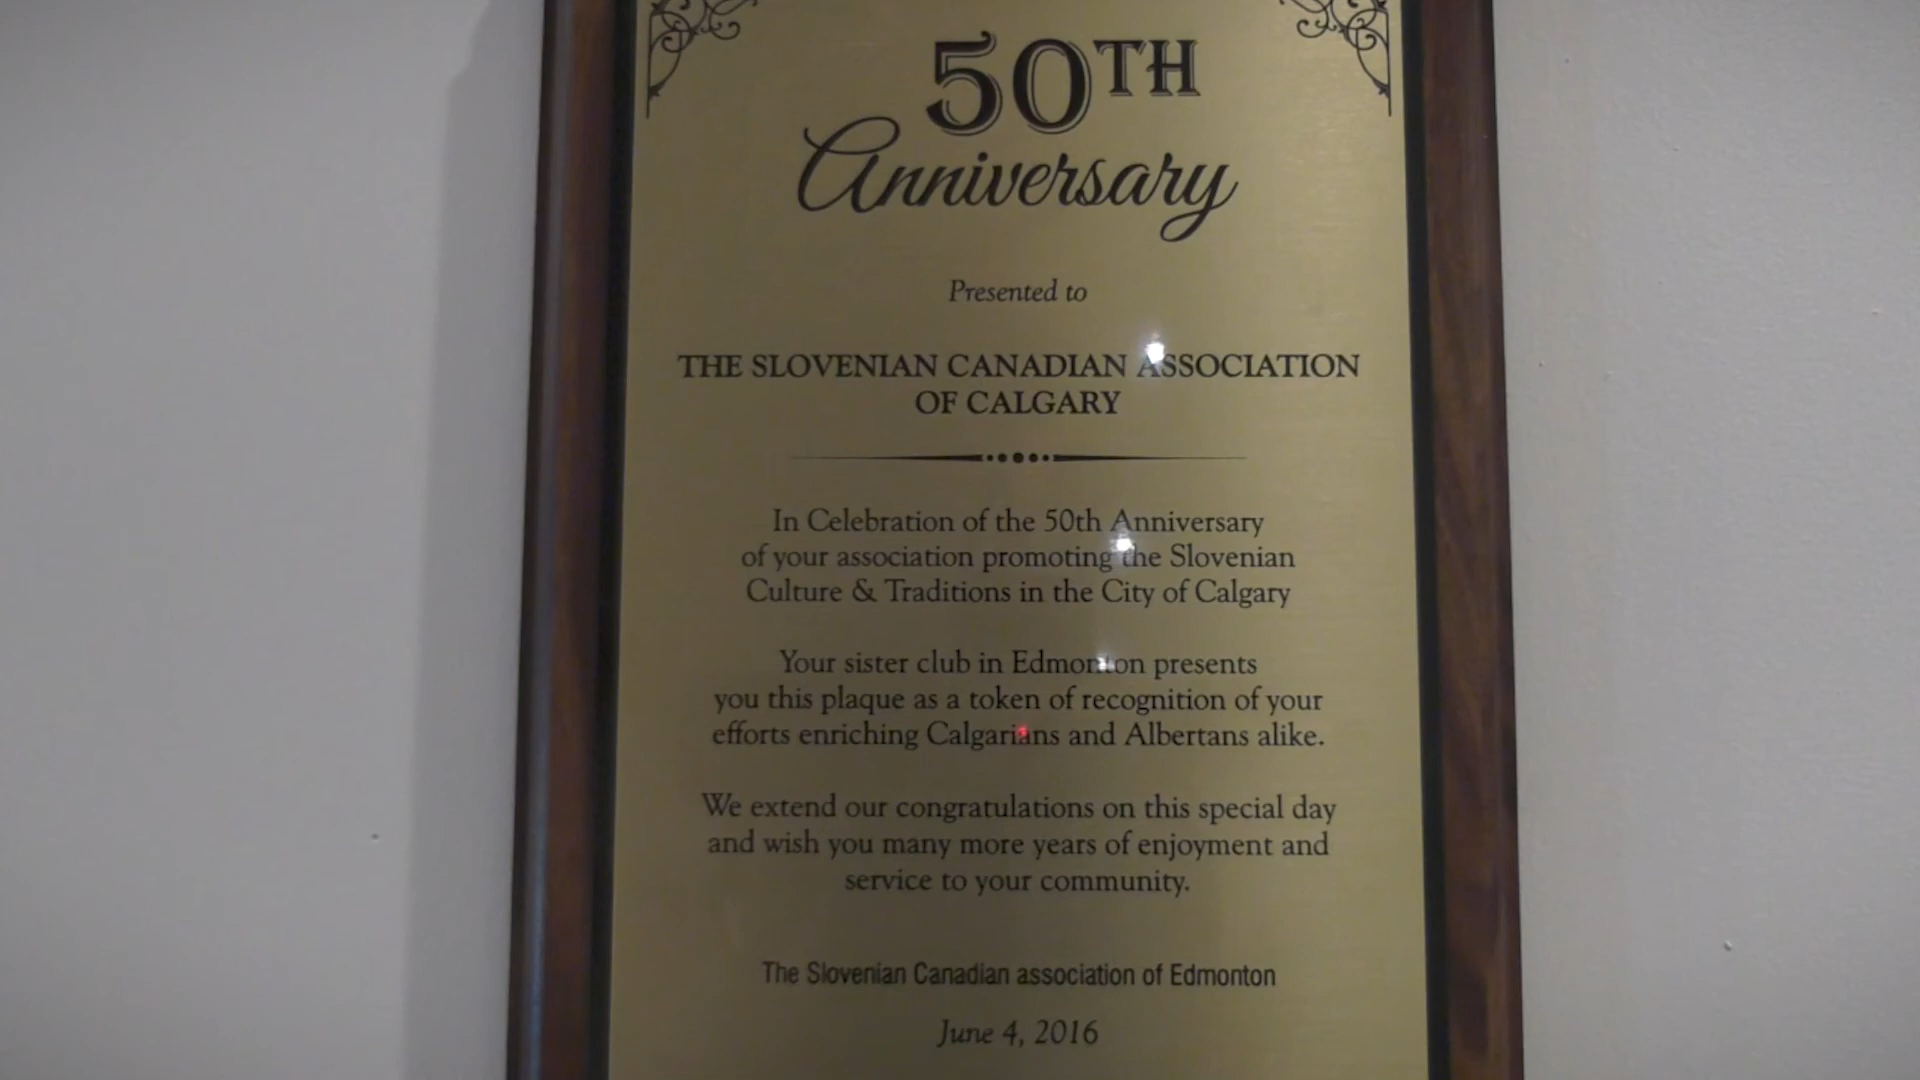 50TH
Anniversary
Presented to
THE SLOVENIAN CANADIAN ASSOCIATION
OF CALGARY
In Celebration of the 50th Anniversary
of your association promoting the Slovenian
Culture & Traditions in the City of Calgary
Your sister club in Edmonton presents
you this plaque as a token of recognition of your
efforts enriching Calgarians and Albertans alike.
We extend our congratulations on this special day
and wish you many more years of enjoyment and
service to your community.
The Slovenian Canadian association of Edmonton
June 4, 2016